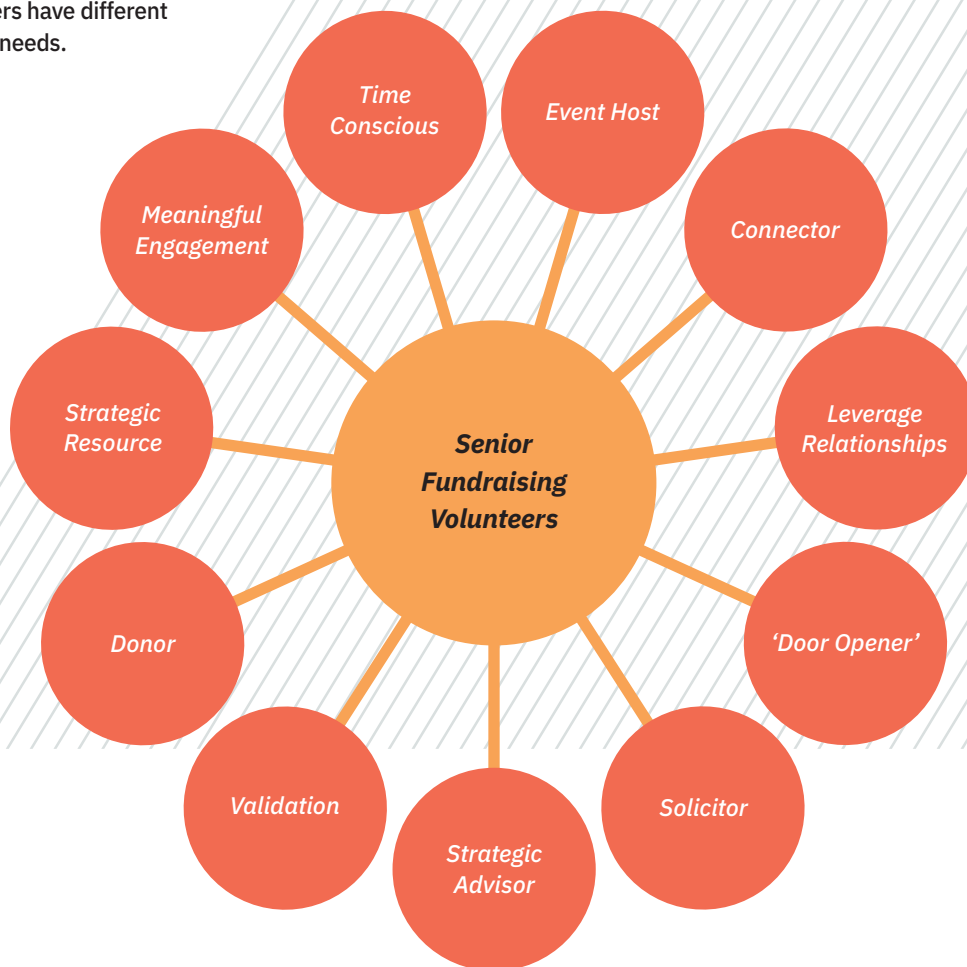 ers have different
needs.
Time
Conscious
Event Host
Meaningful
Engagement
Connector
Strategic
Resource
Leverage
Relationships
Senior
Fundraising
Volunteers
Donor
‘Door Opener’
Validation
Solicitor
Strategic
Advisor